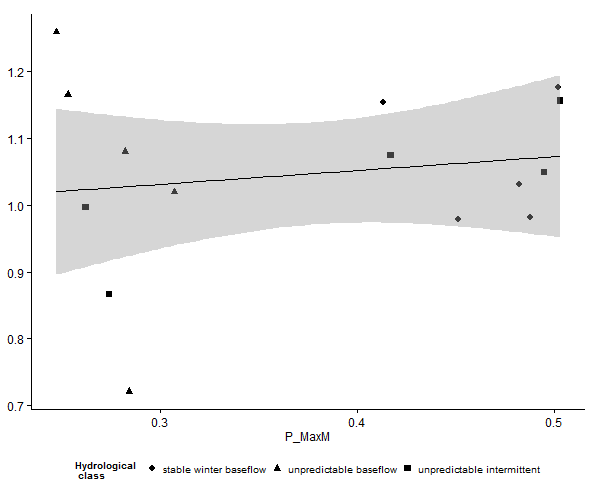 1.2
1.1
1.0
0.9
0.8
0.7
0.3 0.4 0.5
P_MaxM
Hydrological
class
stable winter baseflow unpredictable baseflow unpredictable intermittent